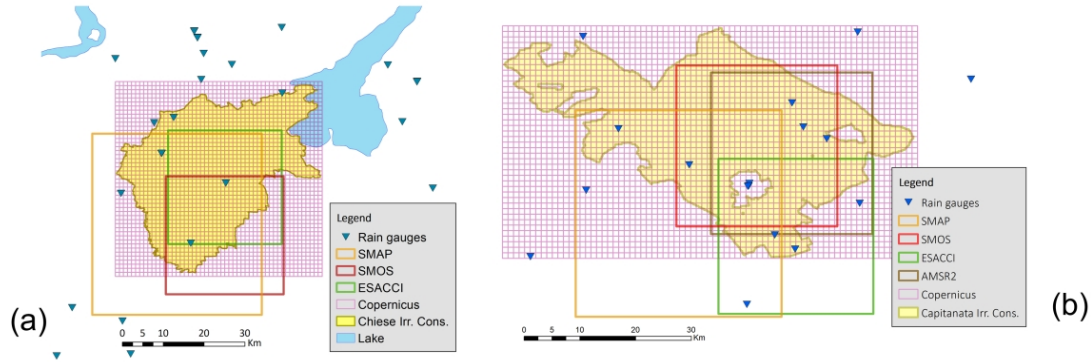 (a)
Legend
Rain gauges
SMAP
SMOS
ESACCI
Copernicus
Chiese Irr. Cons.
Lake
0 5 10 20 30
Km
(b)
Legend
Rain gauges
SMAP
SMOS
ESACCI
AMSR2
Copernicus
Capitanata Irr. Cons.
0 5 10 20 30
Km